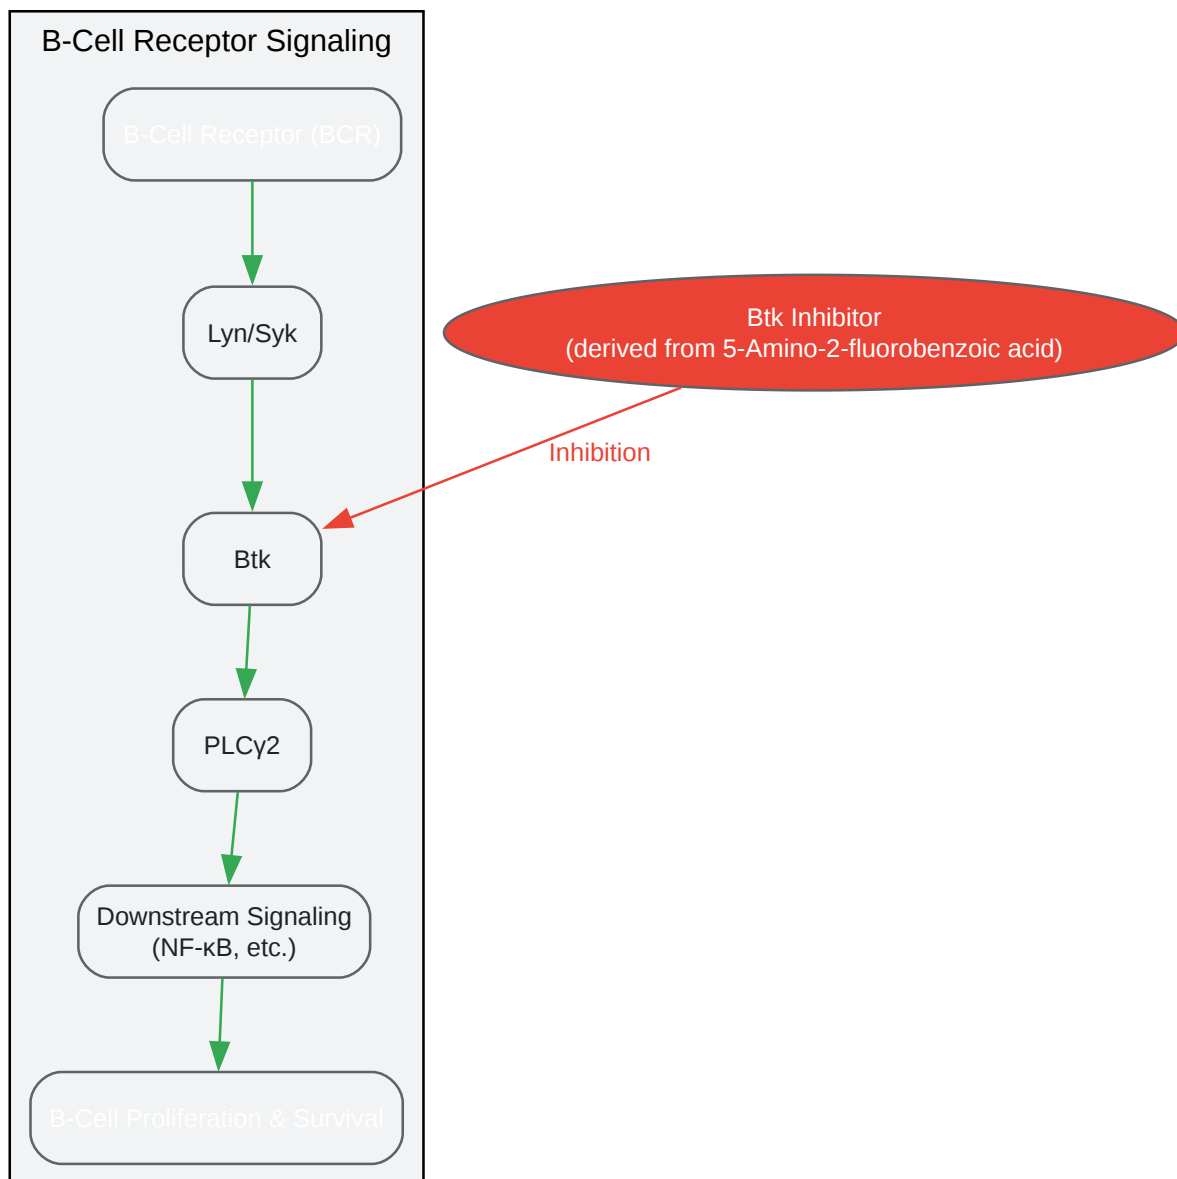 B-Cell Receptor Signaling
B-Cell Receptor (BCR)
Lyn/Syk
Btk Inhibitor
(derived from 5-Amino-2-fluorobenzoic acid)
Inhibition
Btk
PLCγ2
Downstream Signaling
(NF-κB, etc.)
B-Cell Proliferation & Survival